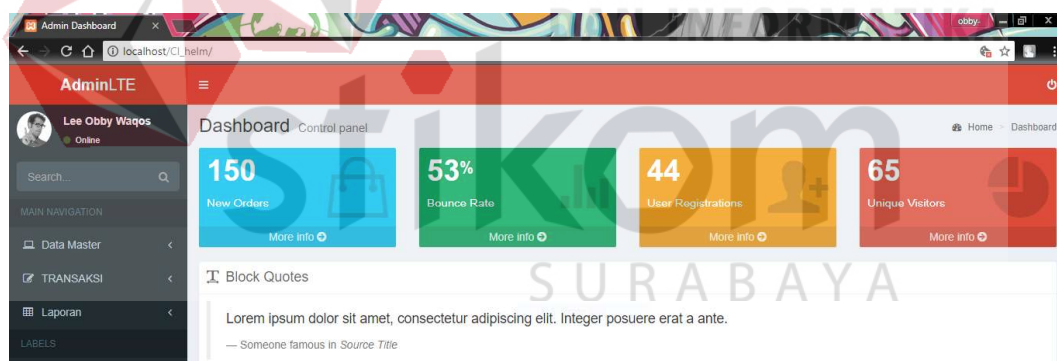 DAN INFORMATIKA
Admin Dashboard
obby-
localhost/CI_helm/
AdminLTE
Lee Obby Waqos
Online
Dashboard Control panel
Home > Dashboard
Search...
150
New Orders
More info
53%
Bounce Rate
More info
44
User Registrations
More info
65
Unique Visitors
More info
MAIN NAVIGATION
Data Master
TRANSAKSI
Laporan
LABELS
Block Quotes
Lorem ipsum dolor sit amet, consectetur adipiscing elit. Integer posuere erat a ante.
— Someone famous in Source Title
stikom
SURABAYA